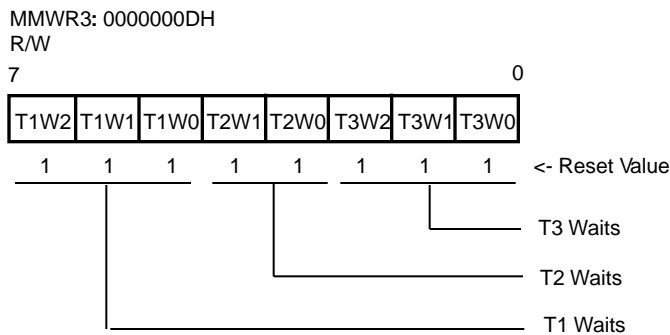 MMWR3: 0000000DH
R/W
7 0
T1W2 T1W1 T1W0 T2W1 T2W0 T3W2 T3W1 T3W0
1 1 1 1 1 1 1 1 <- Reset Value
T3 Waits
T2 Waits
T1 Waits